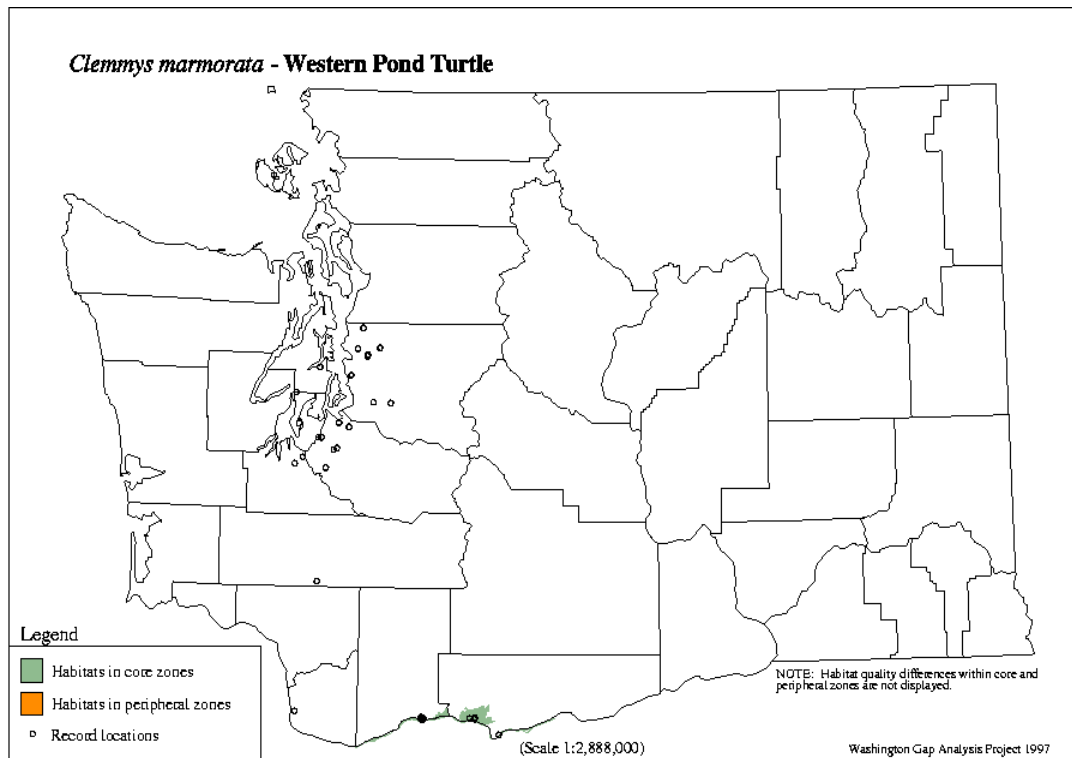 Clemmys marmorata - Western Pond Turtle
Legend
Habitats in core zones
Habitats in peripheral zones
Record locations
(Scale 1:2,888,000)
NOTE: Habitat quality differences within core and
peripheral zones are not displayed.
Washington Gap Analysis Project 1997